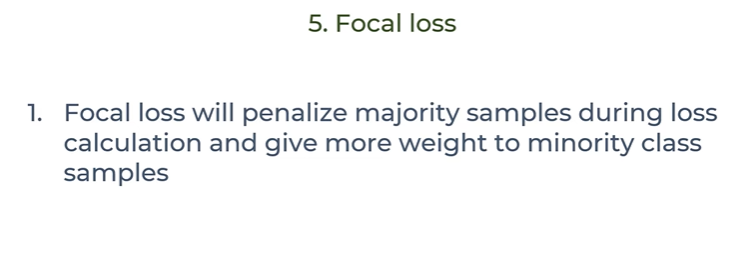 5. Focal loss
1. Focal loss will penalize majority samples during loss
calculation and give more weight to minority class
samples